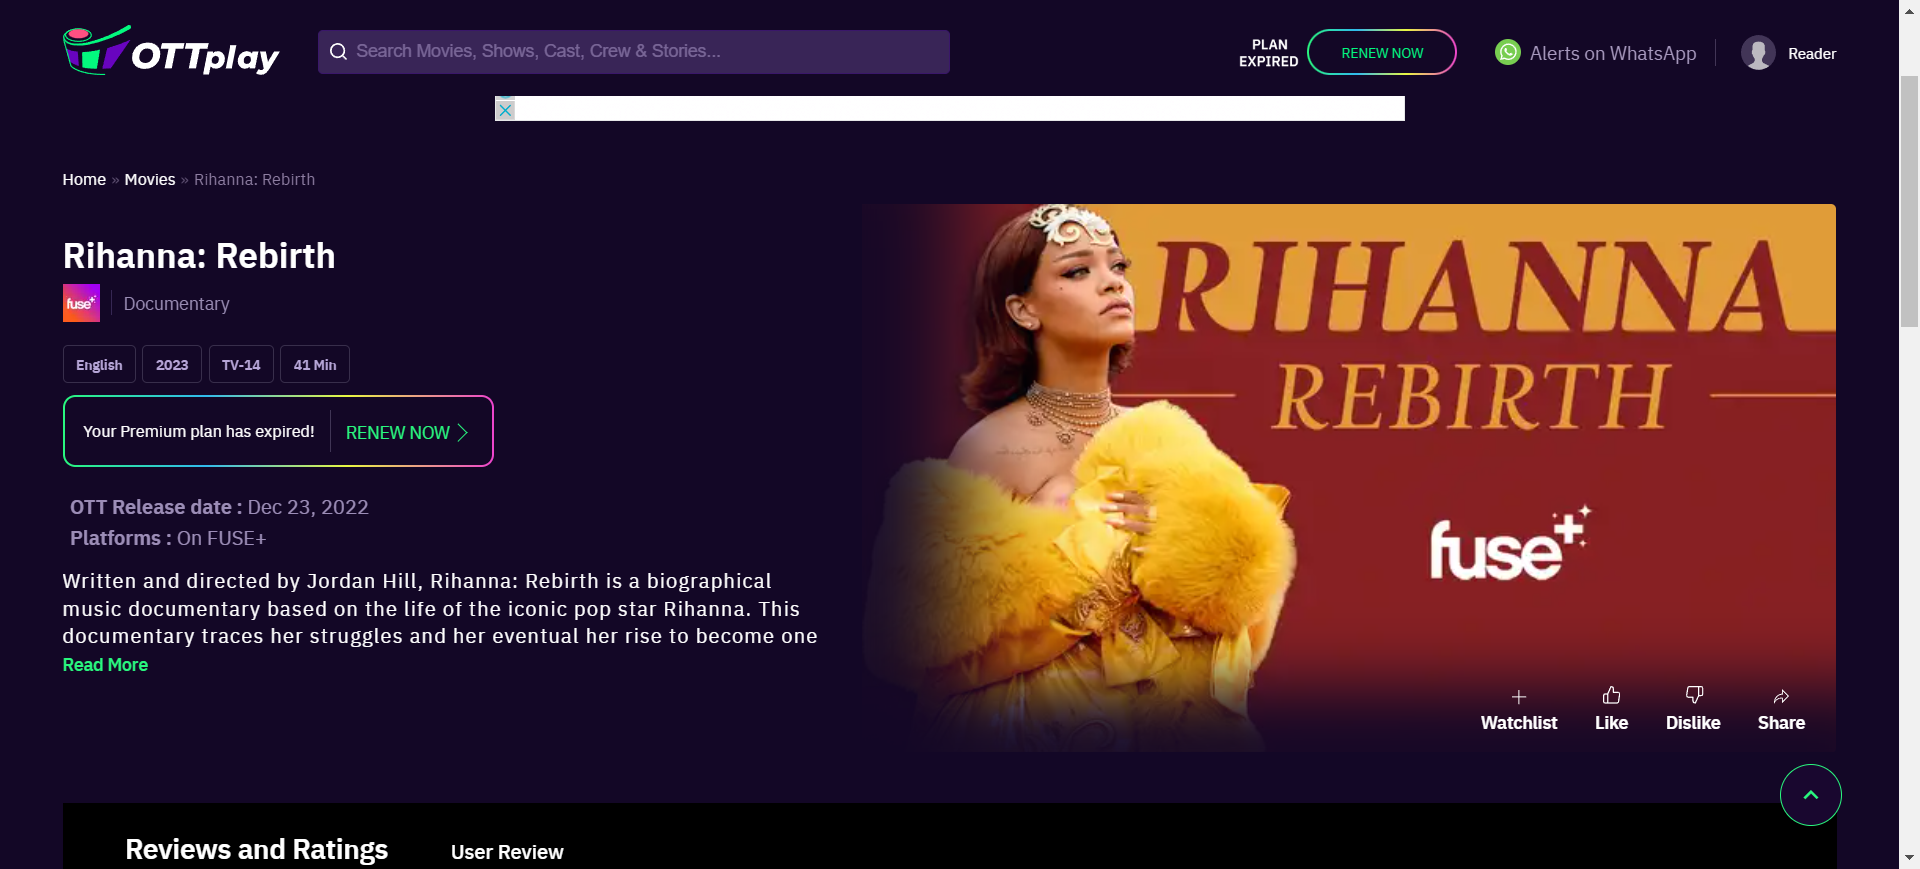 OTTplay
Search Movies, Shows, Cast, Crew & Stories...
PLAN
EXPIRED
RENEW NOW
Alerts on WhatsApp
Reader
Home » Movies » Rihanna: Rebirth
Rihanna: Rebirth
fuse+
Documentary
English
2023
TV-14
41 Min
Your Premium plan has expired!
RENEW NOW
OTT Release date : Dec 23, 2022
Platforms : On FUSE+
Written and directed by Jordan Hill, Rihanna: Rebirth is a biographical
music documentary based on the life of the iconic pop star Rihanna. This
documentary traces her struggles and her eventual her rise to become one
Read More
RIHANNA
REBIRTH
fuse+
Watchlist
Like
Dislike
Share
Reviews and Ratings
User Review